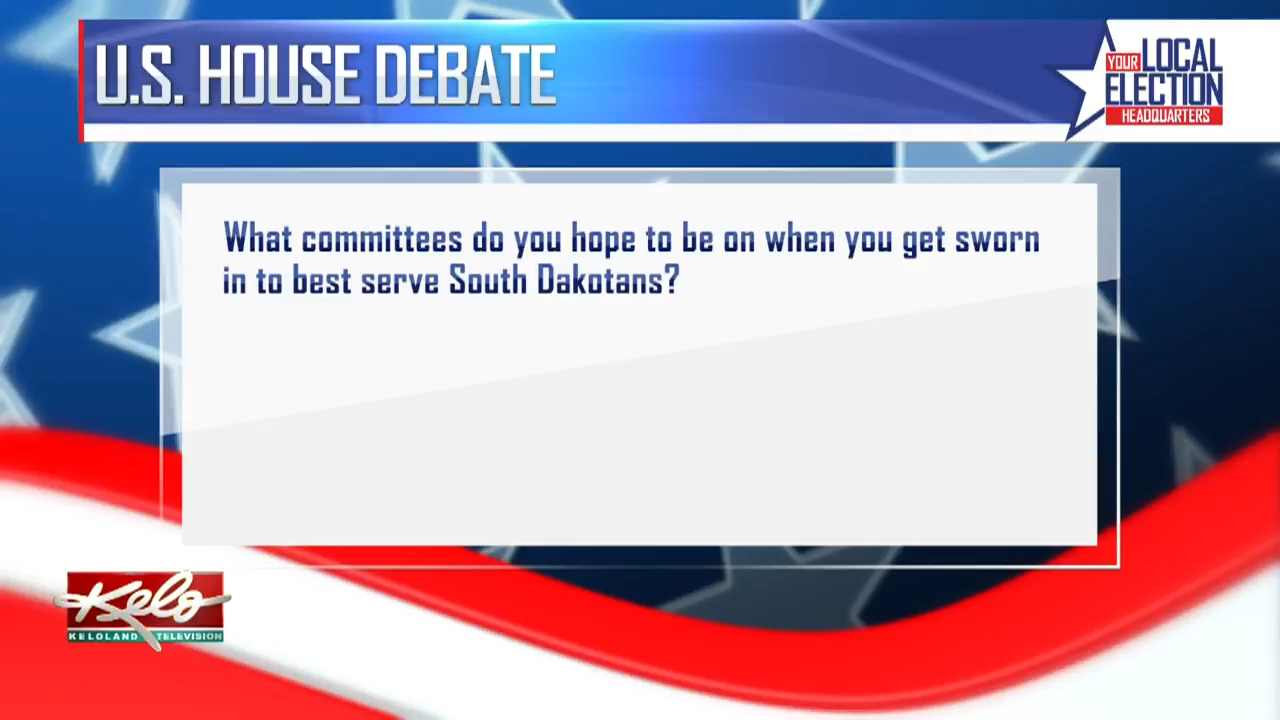 U.S. HOUSE DEBATE
YOUR LOCAL
ELECTION
HEADQUARTERS
What committees do you hope to be on when you get sworn
in to best serve South Dakotans?
Kelo
KELOLAND TELEVISION